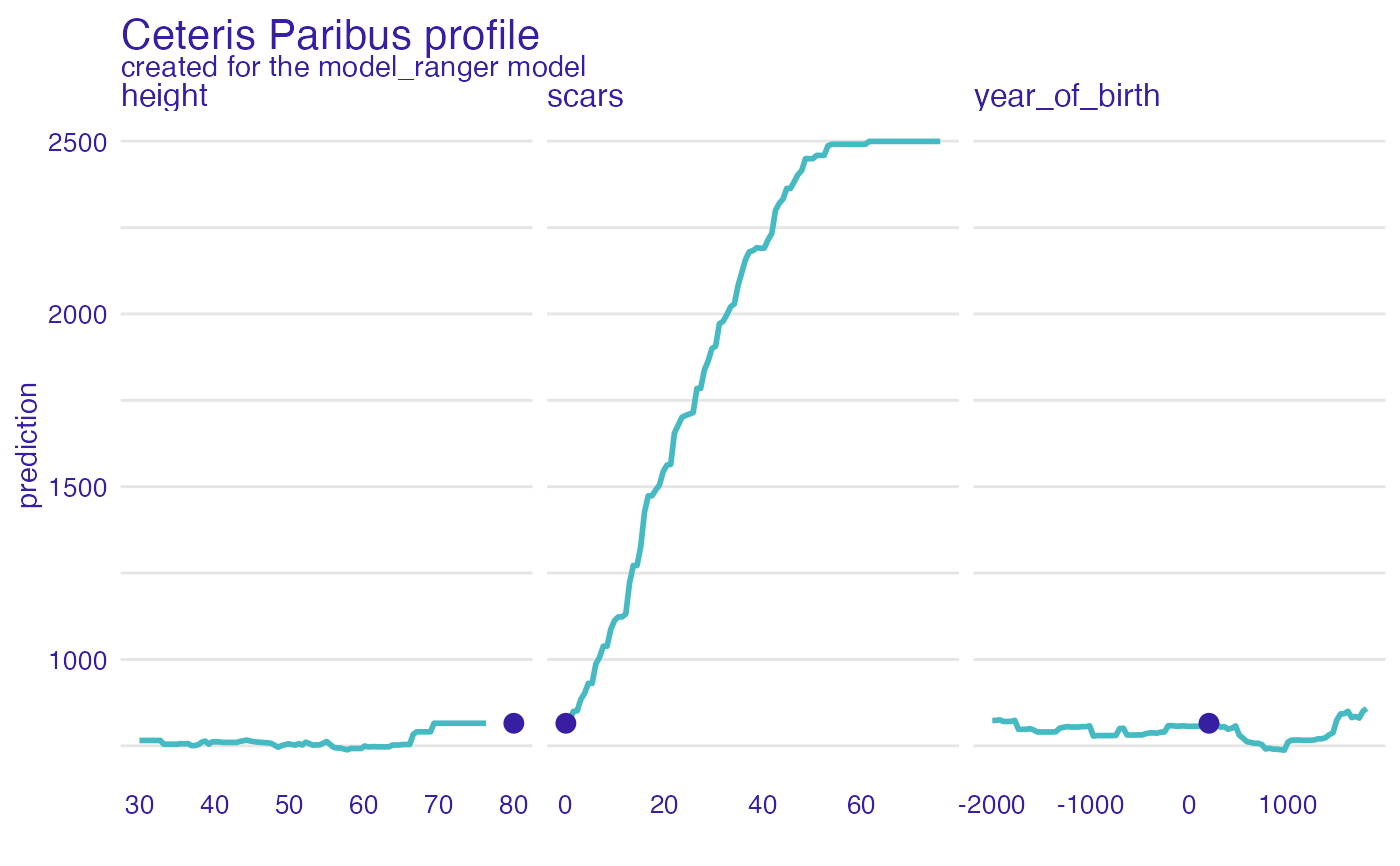 Ceteris Paribus profile
created for the model_ranger model
height scars year_of_birth
2500
2000
1500
1000
prediction
30 40 50 60 70 80 0 20 40 60 -2000 -1000 0 1000